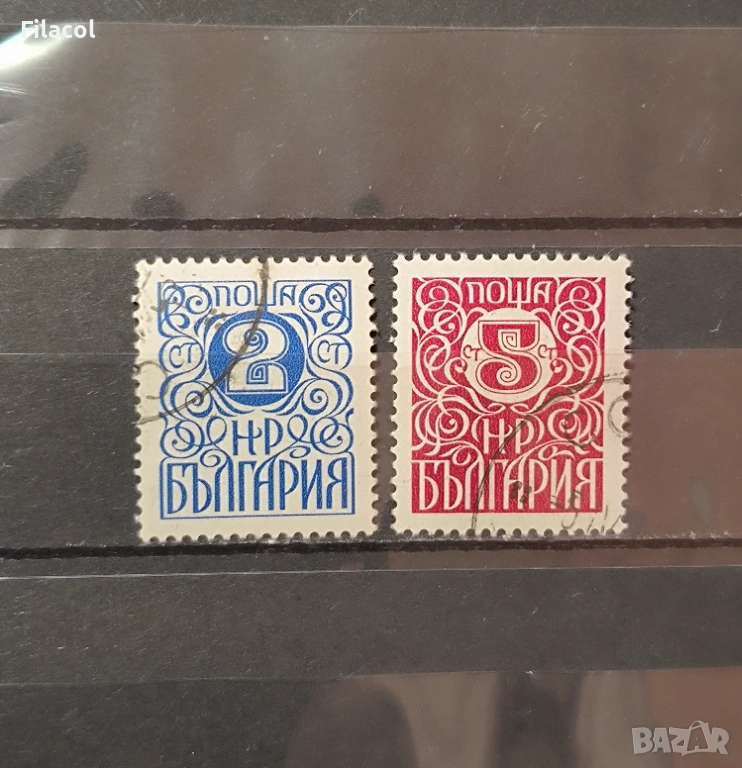 Filacol
ПОЩА
СТ 2 СТ
НР
БЪЛГАРИЯ
ПОЩА
СТ 5 СТ
НР
БЪЛГАРИЯ
BAZAR